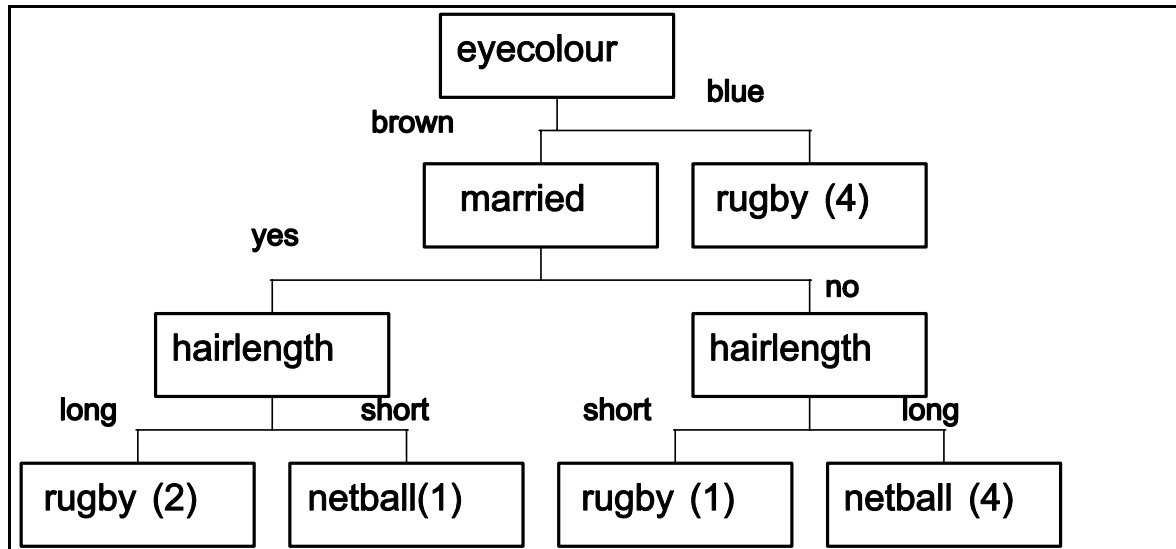 eyecolour
blue
brown
married
rugby (4)
yes
no
hairlength
hairlength
long
short
short
long
rugby (2)
netball(1)
rugby (1)
netball (4)